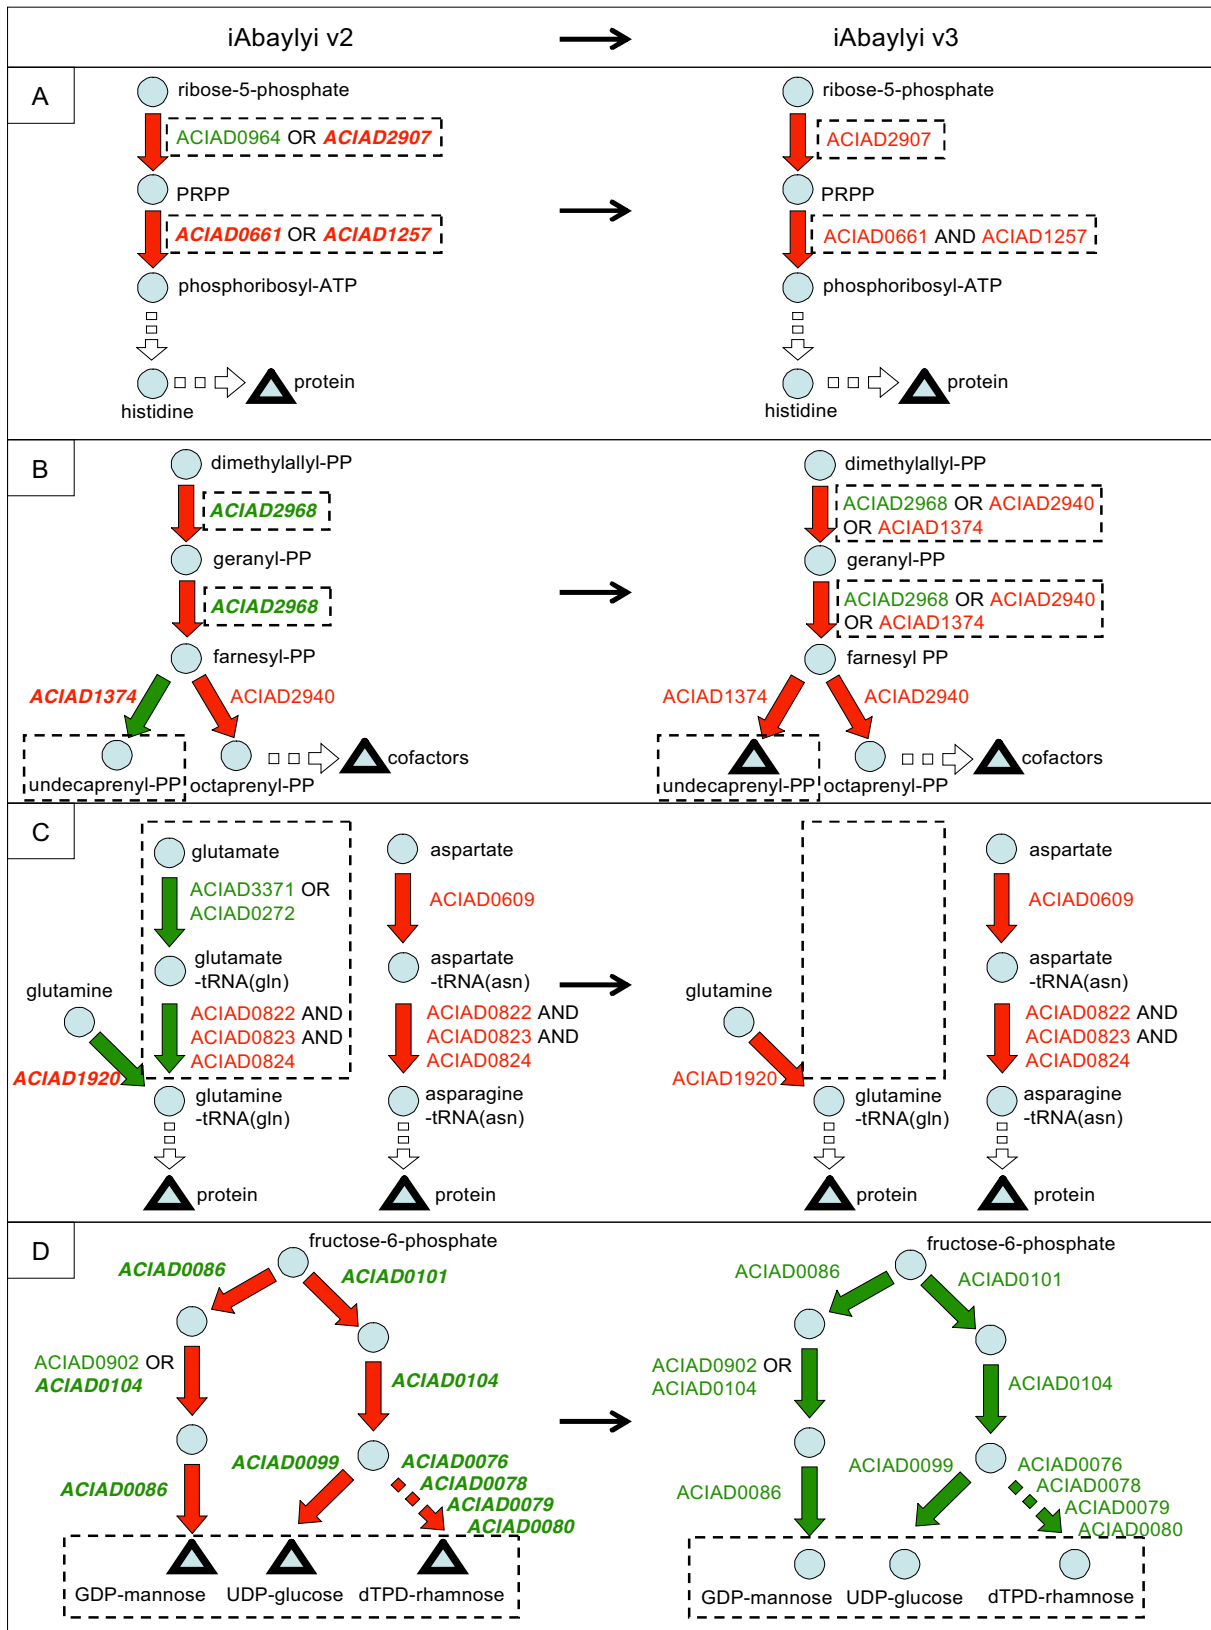 iAbaylyi v2
iAbaylyi v3
A
ribose-5-phosphate
ACIAD0964 OR ACIAD2907
PRPP
ACIAD0661 OR ACIAD1257
phosphoribosyl-ATP
histidine
protein
ribose-5-phosphate
ACIAD2907
PRPP
ACIAD0661 AND ACIAD1257
phosphoribosyl-ATP
histidine
protein
B
dimethylallyl-PP
ACIAD2968
geranyl-PP
ACIAD2968
farnesyl-PP
ACIAD1374
ACIAD2940
undecaprenyl-PP
octaprenyl-PP
cofactors
dimethylallyl-PP
ACIAD2968 OR ACIAD2940
OR ACIAD1374
geranyl-PP
ACIAD2968 OR ACIAD2940
OR ACIAD1374
farnesyl PP
ACIAD1374
ACIAD2940
undecaprenyl-PP
octaprenyl-PP
cofactors
C
glutamate
ACIAD3371 OR
ACIAD0272
glutamate
-tRNA(gln)
glutamine
ACIAD0822 AND
ACIAD0823 AND
ACIAD0824
ACIAD1920
glutamine
-tRNA(gln)
protein
aspartate
ACIAD0609
aspartate
-tRNA(asn)
ACIAD0822 AND
ACIAD0823 AND
ACIAD0824
asparagine
-tRNA(asn)
protein
glutamine
ACIAD1920
glutamine
-tRNA(gln)
protein
aspartate
ACIAD0609
aspartate
-tRNA(asn)
ACIAD0822 AND
ACIAD0823 AND
ACIAD0824
asparagine
-tRNA(asn)
protein
D
fructose-6-phosphate
ACIAD0086
ACIAD0101
ACIAD0902 OR
ACIAD0104
ACIAD0104
ACIAD0086
ACIAD0099
ACIAD0076
ACIAD0078
ACIAD0079
ACIAD0080
GDP-mannose
UDP-glucose
dTPD-rhamnose
fructose-6-phosphate
ACIAD0086
ACIAD0101
ACIAD0902 OR
ACIAD0104
ACIAD0104
ACIAD0086
ACIAD0099
ACIAD0076
ACIAD0078
ACIAD0079
ACIAD0080
GDP-mannose
UDP-glucose
dTPD-rhamnose